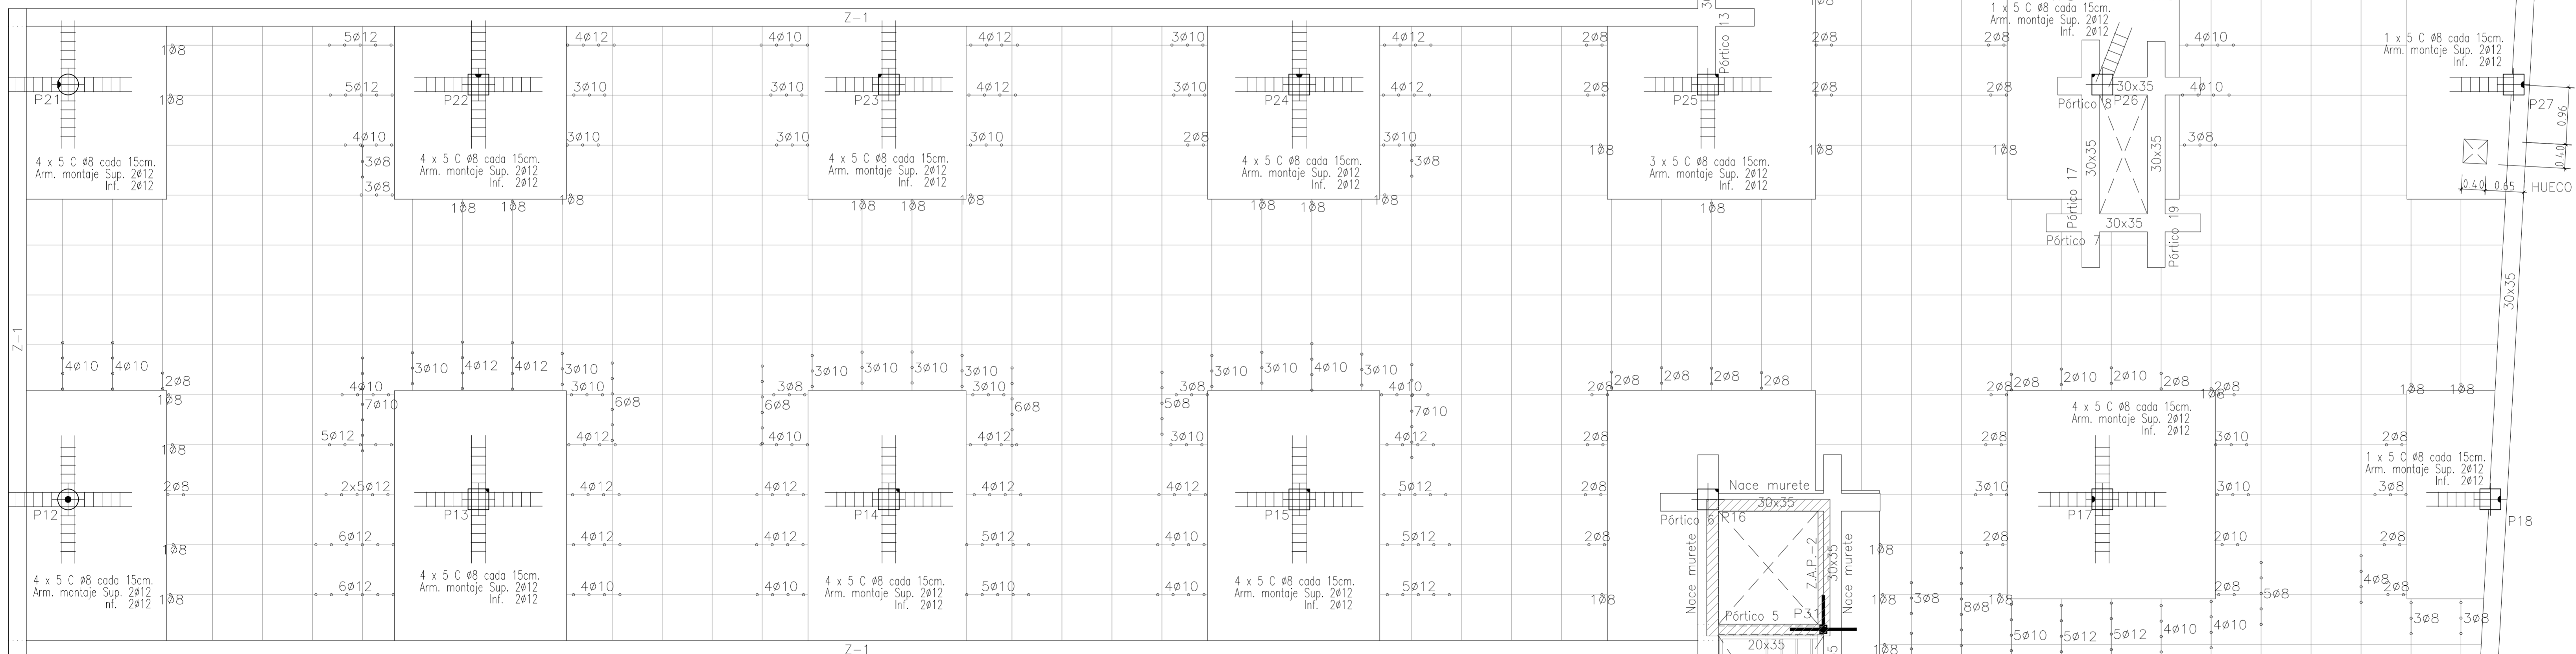 Z-1
Pórtico 13
1ø8
1 x 5 C ø8 cada 15cm.
Arm. montaje Sup. 2ø12
Inf. 2ø12
1ø8
5ø12
4ø12
4ø10
4ø12
3ø10
4ø12
2ø8
2ø8
2ø8
4ø10
1 x 5 C ø8 cada 15cm.
Arm. montaje Sup. 2ø12
Inf. 2ø12
P21
1ø8
5ø12
P22
3ø10
3ø10
P23
4ø12
3ø10
P24
4ø12
2ø8
P25
2ø8
2ø8
30x35
Pórtico 8
P26
4ø10
P27
0.96
4ø10
3ø10
3ø10
3ø10
2ø8
3ø10
1ø8
1ø8
1ø8
3ø8
3ø8
3ø8
0.40
4 x 5 C ø8 cada 15cm.
Arm. montaje Sup. 2ø12
Inf. 2ø12
4 x 5 C ø8 cada 15cm.
Arm. montaje Sup. 2ø12
Inf. 2ø12
4 x 5 C ø8 cada 15cm.
Arm. montaje Sup. 2ø12
Inf. 2ø12
4 x 5 C ø8 cada 15cm.
Arm. montaje Sup. 2ø12
Inf. 2ø12
3 x 5 C ø8 cada 15cm.
Arm. montaje Sup. 2ø12
Inf. 2ø12
30x35
30x35
3ø8
0.40
0.65
HUECO
1ø8
1ø8
1ø8
1ø8
1ø8
1ø8
1ø8
1ø8
1ø8
1ø8
Pórtico 17
30x35
Pórtico 7
Pórtico 19
30x35
Z-1
4ø10
4ø10
2ø8
3ø10
4ø12
4ø12
3ø10
3ø10
3ø10
3ø10
3ø10
3ø10
3ø10
4ø10
3ø10
2ø8
2ø8
2ø8
2ø8
2ø8
2ø10
2ø10
2ø8
1ø8
4ø10
3ø10
3ø8
3ø10
3ø8
4ø10
2ø8
2ø8
1ø8
2ø8
1ø8
1ø8
7ø10
6ø8
6ø8
6ø8
5ø8
7ø10
4 x 5 C ø8 cada 15cm.
Arm. montaje Sup. 2ø12
Inf. 2ø12
1ø8
5ø12
4ø12
4ø10
4ø12
3ø10
4ø12
2ø8
2ø8
3ø10
2ø8
1 x 5 C ø8 cada 15cm.
Arm. montaje Sup. 2ø12
Inf. 2ø12
2ø8
2x5ø12
4ø12
4ø12
4ø12
4ø12
5ø12
2ø8
Nace murete
30x35
3ø10
3ø10
3ø8
P12
P13
P14
P15
Pórtico 6
P16
P17
P18
1ø8
6ø12
4ø12
4ø12
5ø12
4ø10
5ø12
2ø8
1ø8
2ø8
2ø10
2ø8
4 x 5 C ø8 cada 15cm.
Arm. montaje Sup. 2ø12
Inf. 2ø12
4 x 5 C ø8 cada 15cm.
Arm. montaje Sup. 2ø12
Inf. 2ø12
4 x 5 C ø8 cada 15cm.
Arm. montaje Sup. 2ø12
Inf. 2ø12
4 x 5 C ø8 cada 15cm.
Arm. montaje Sup. 2ø12
Inf. 2ø12
Nace murete
Z.A.P.-2
30x35
Nace murete
1ø8
6ø12
4ø10
4ø10
5ø10
4ø10
5ø12
1ø8
1ø8
3ø8
8ø8
1ø8
2ø8
5ø8
4ø8
2ø8
Pórtico 5
P31
3ø8
3ø8
5ø10
5ø12
5ø12
4ø10
4ø10
Z-1
20x35
1ø8